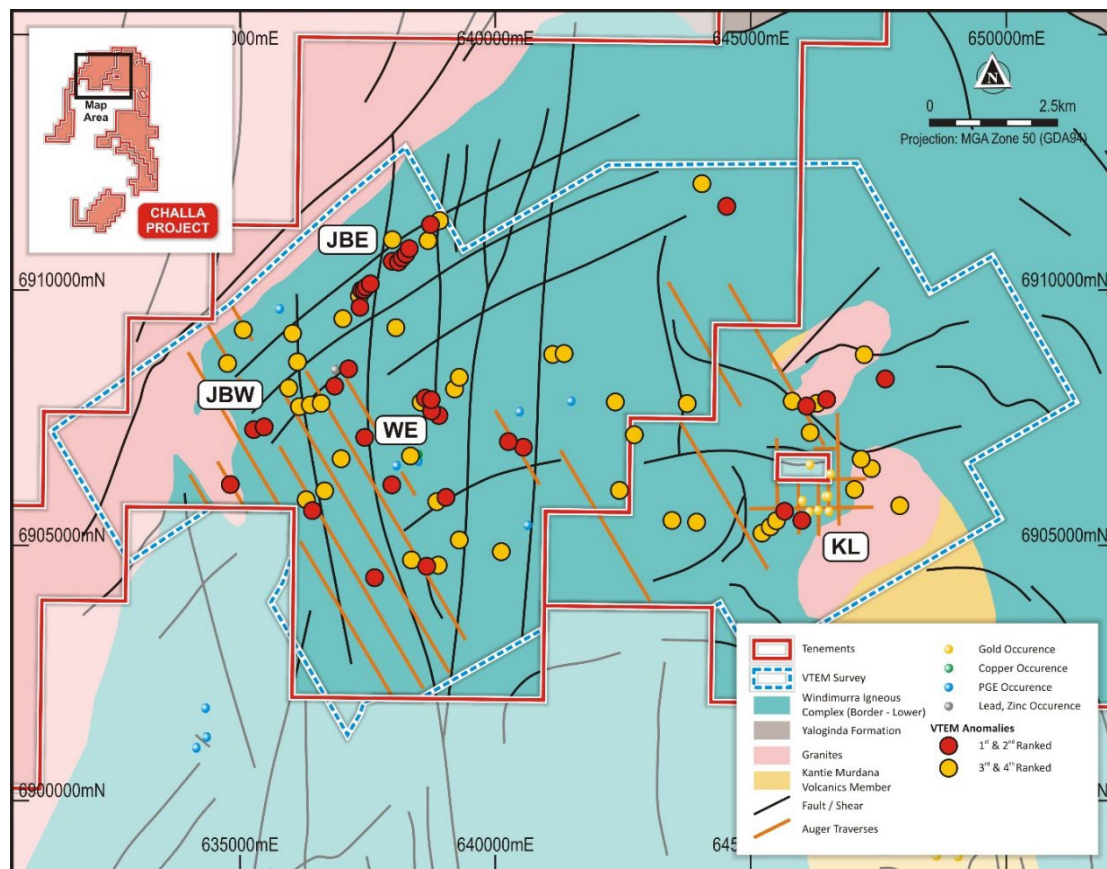 000mE
640000mE
645000mE
650000mE
Map
Area
CHALLA
PROJECT
N
0
2.5km
Projection: MGA Zone 50 (GDA94)
JBE
6910000mN
6910000mN
JBW
WE
6905000mN
6905000mN
KL
Tenements
VTEM Survey
Windimurra Igneous
Complex (Border - Lower)
Yaloginda Formation
Granites
Kantie Murdana
Volcanics Member
Fault / Shear
Auger Traverses
Gold Occurence
Copper Occurence
PGE Occurence
Lead, Zinc Occurence
VTEM Anomalies
1st & 2nd Ranked
3rd & 4th Ranked
6900000mN
mN
635000mE
640000mE
645